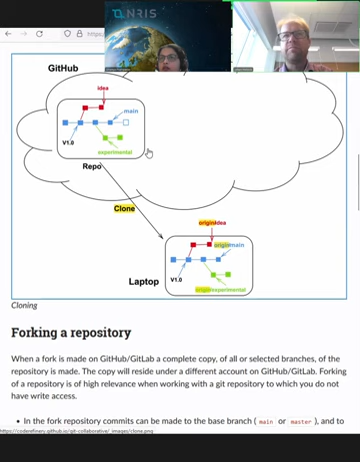 NRIS
https:
GitHub
idea
main
V1.0
experimental
Repo
Clone
originidea
originmain
Laptop
V1.0
originexperimental
Cloning
Forking a repository
When a fork is made on GitHub/GitLab a complete copy, of all or selected branches, of the
repository is made. The copy will reside under a different account on GitHub/GitLab. Forking
of a repository is of high relevance when working with a git repository to which you do not
have write access.
• In the fork repository commits can be made to the base branch ( main or master ), and to
https://coderefinery.github.io/git-collaborative/_images/clone.png